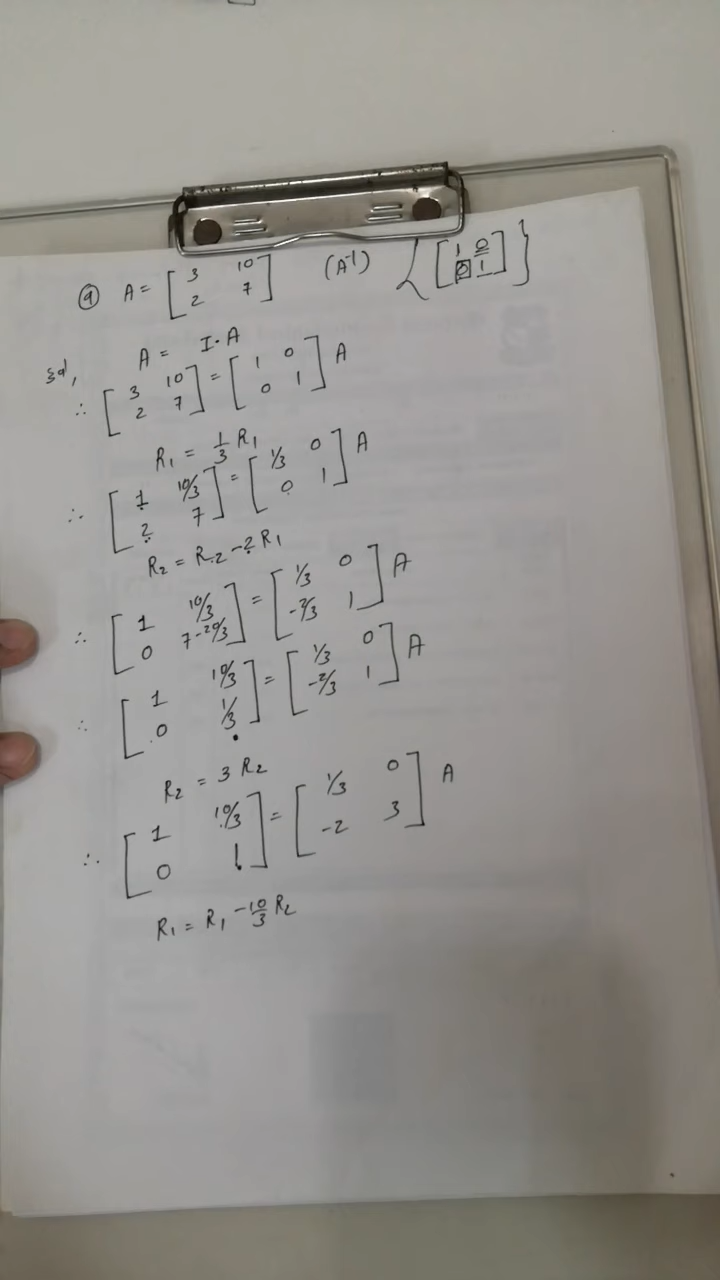 (9) A = [ 3 10 (A⁻¹) { [ 1 0
2 7 ] 0 1 ] }
Sol, A = I·A
∴ [ 3 10 = [ 1 0 A
2 7 ] 0 1 ]
R₁ = 1/3 R₁
∴ [ 1 10/3 = [ 1/3 0 A
2 7 ] 0 1 ]
R₂ = R₂ - 2 R₁
∴ [ 1 10/3 = [ 1/3 0 A
0 7-20/3 ] -2/3 1 ]
∴ [ 1 10/3 = [ 1/3 0 A
0 1/3 ] -2/3 1 ]
R₂ = 3 R₂
∴ [ 1 10/3 = [ 1/3 0 A
0 1 ] -2 3 ]
R₁ = R₁ - 10/3 R₂